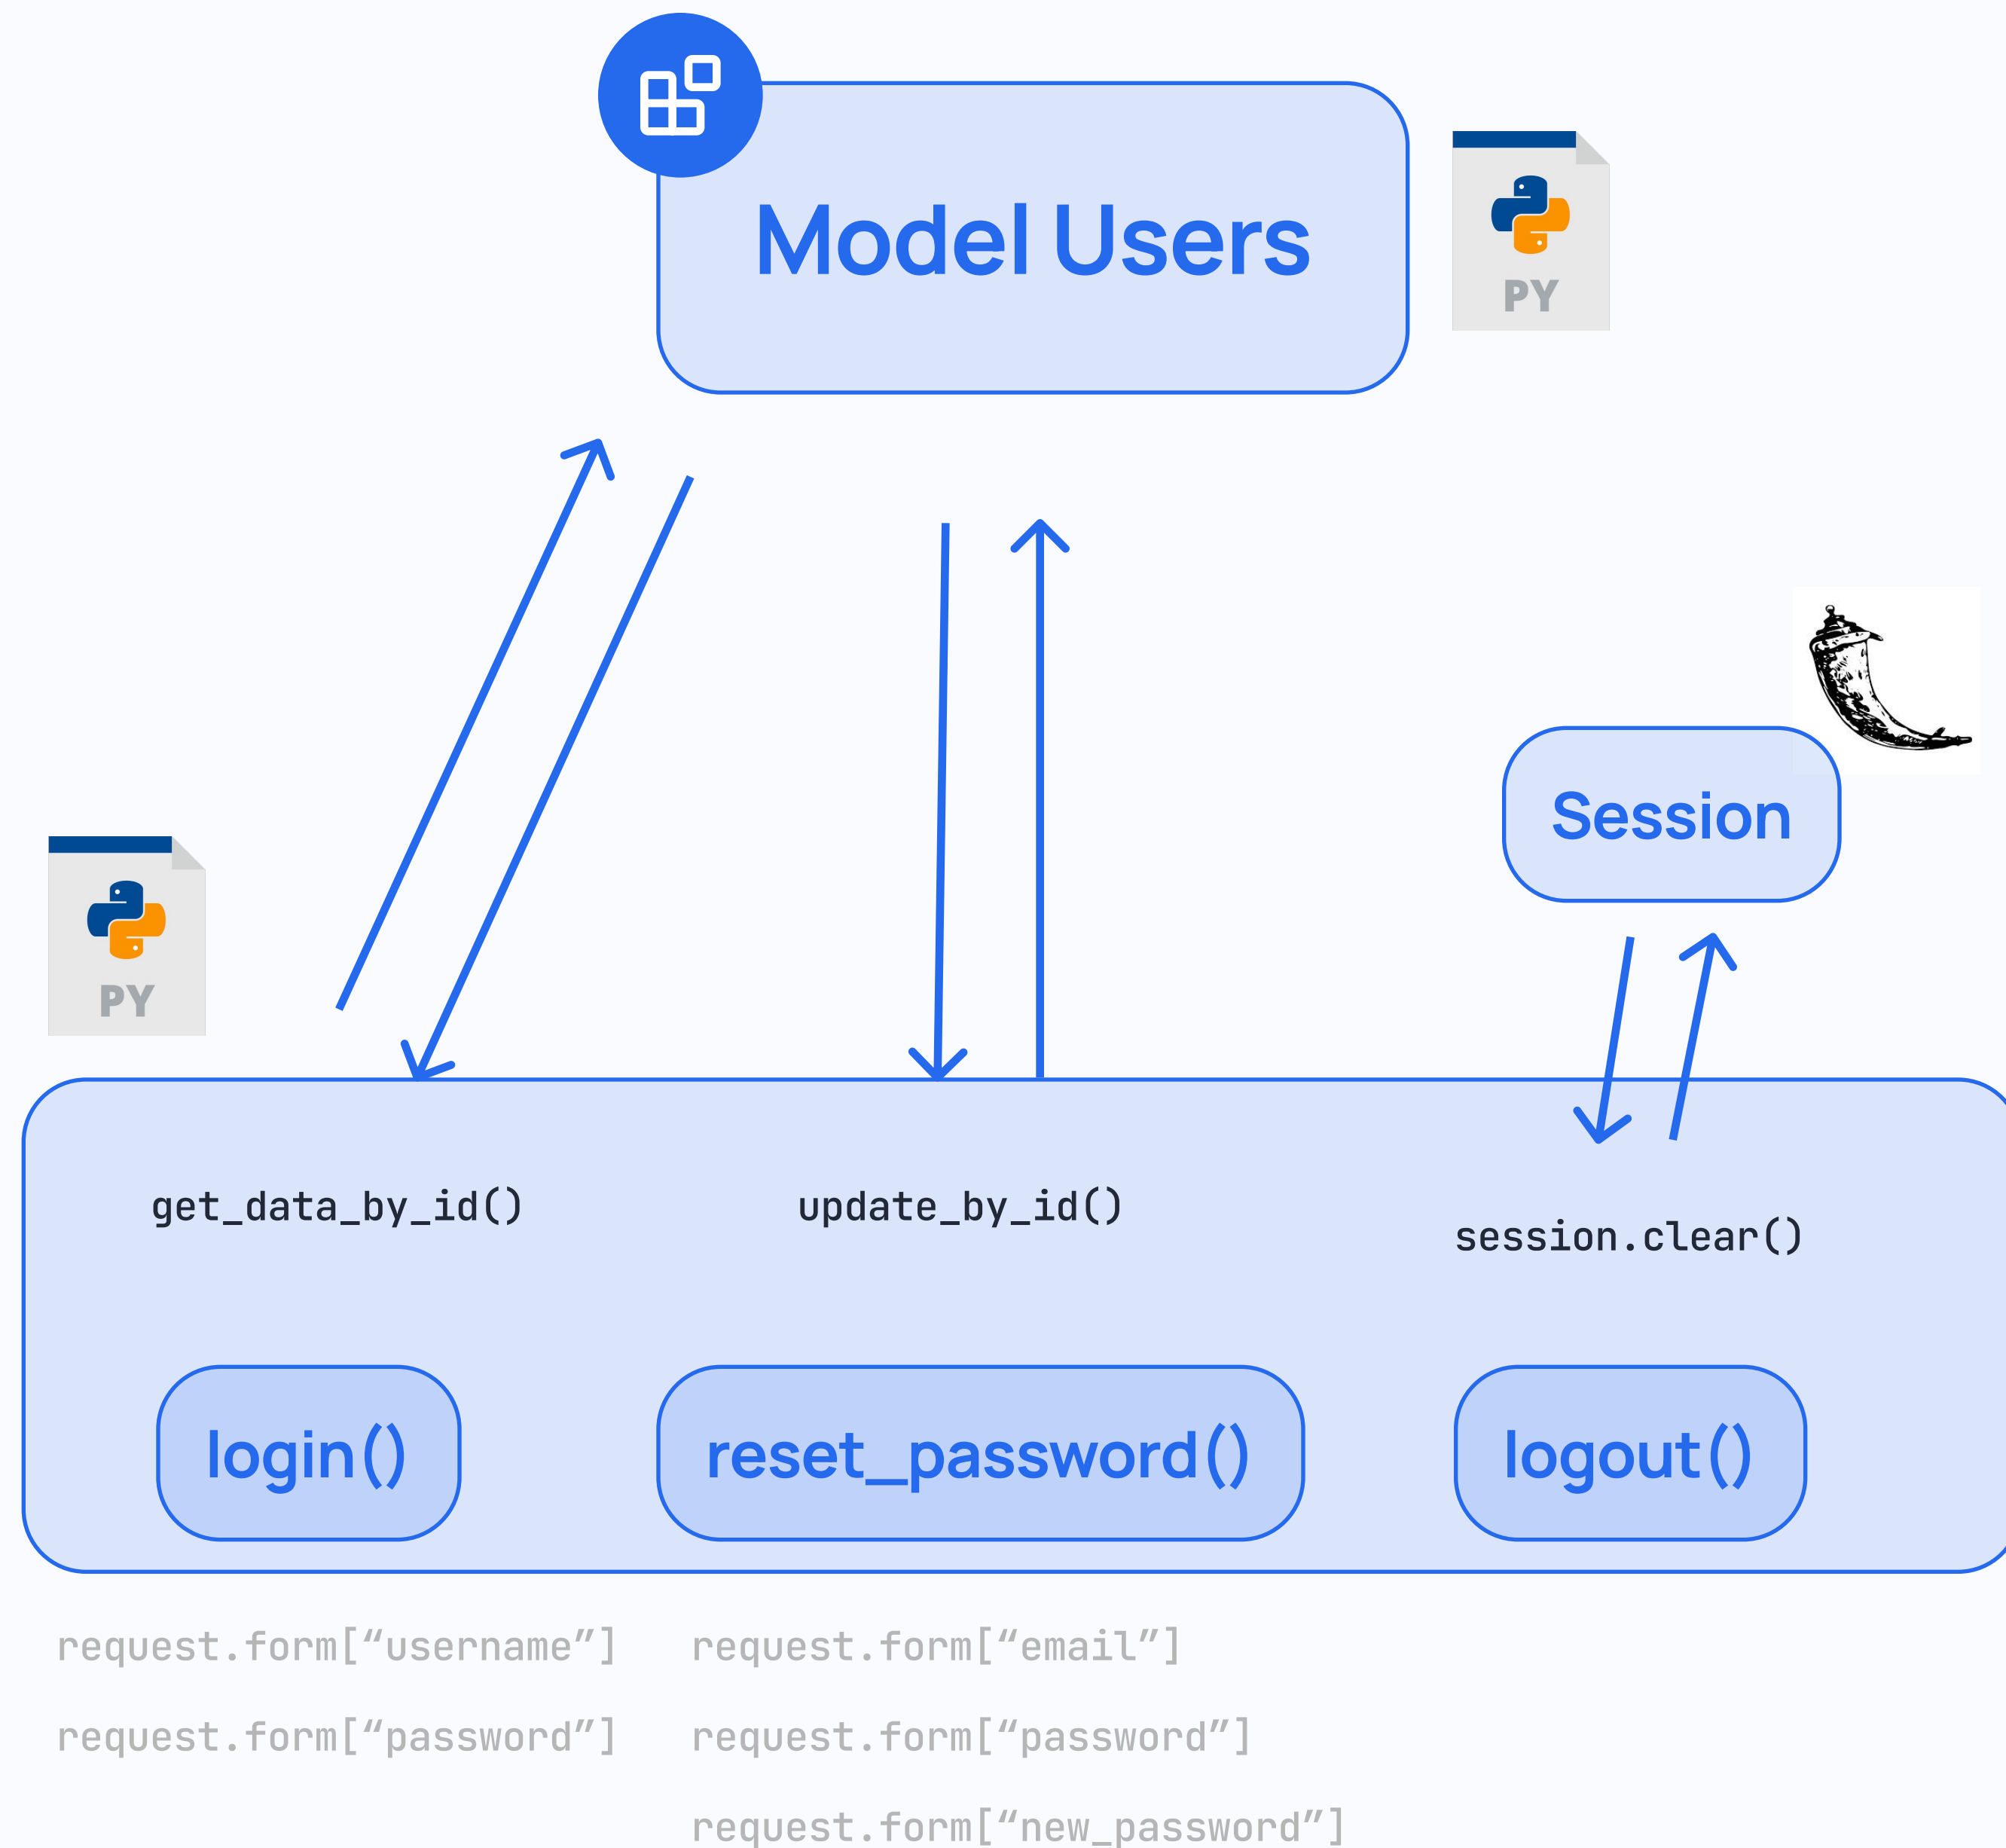 Model Users
PY
Session
PY
get_data_by_id()
update_by_id()
session.clear()
login()
reset_password()
logout()
request.form[“username”]
request.form[“email”]
request.form[“password”]
request.form[“password”]
request.form[“new_password”]